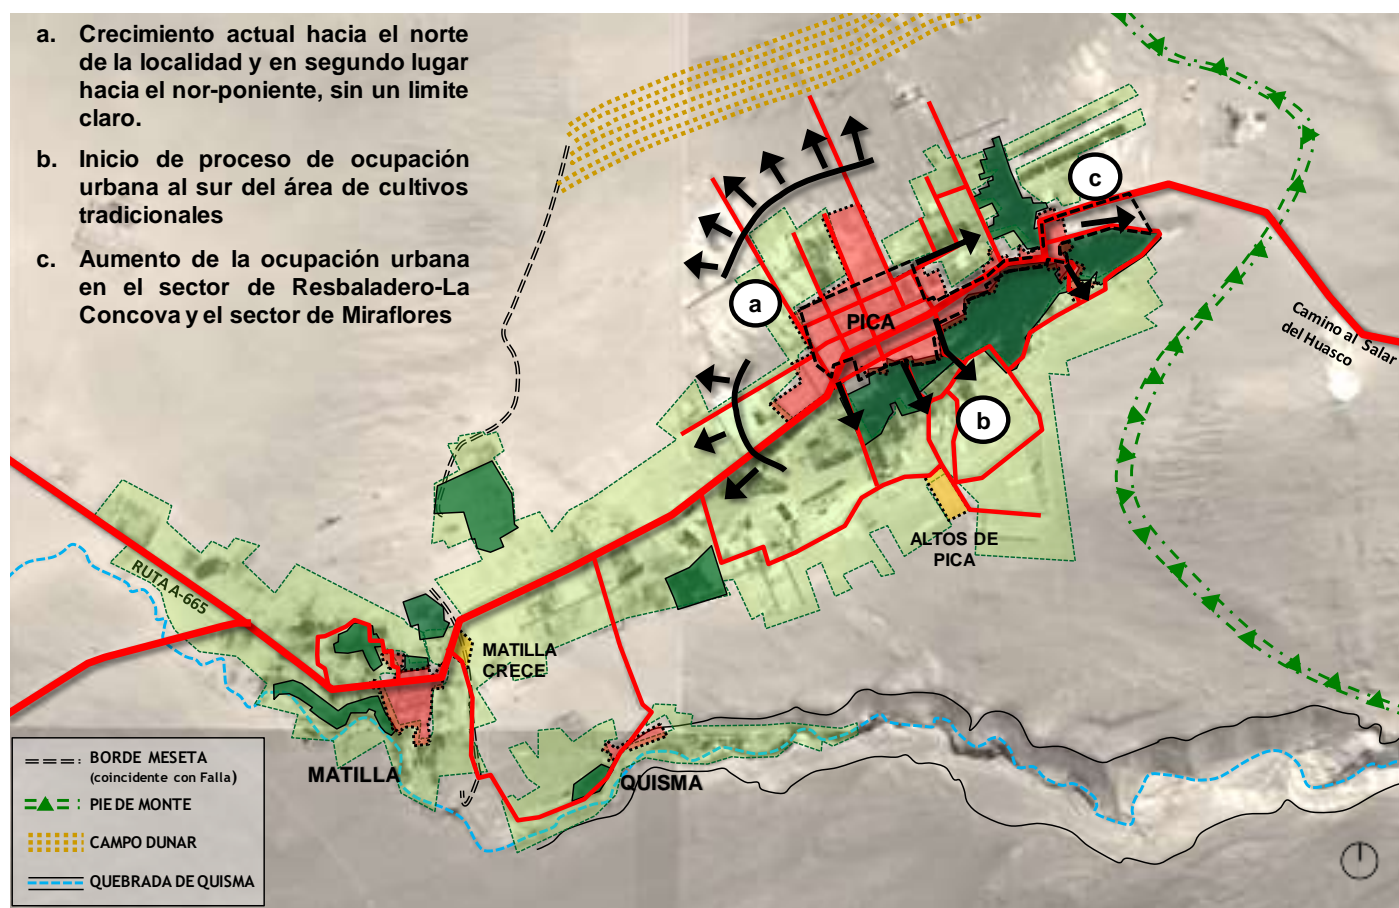 a. Crecimiento actual hacia el norte
de la localidad y en segundo lugar
hacia el nor-poniente, sin un limite
claro.
b. Inicio de proceso de ocupación
urbana al sur del área de cultivos
tradicionales
c. Aumento de la ocupación urbana
en el sector de Resbaladero-La
Concova y el sector de Miraflores
c
a
PICA
b
Camino al Salar
del Huasco
ALTOS DE
PICA
RUTA A-665
MATILLA
CRECE
MATILLA
QUISMA
BORDE MESETA
(coincidente con Falla)
PIE DE MONTE
CAMPO DUNAR
QUEBRADA DE QUISMA